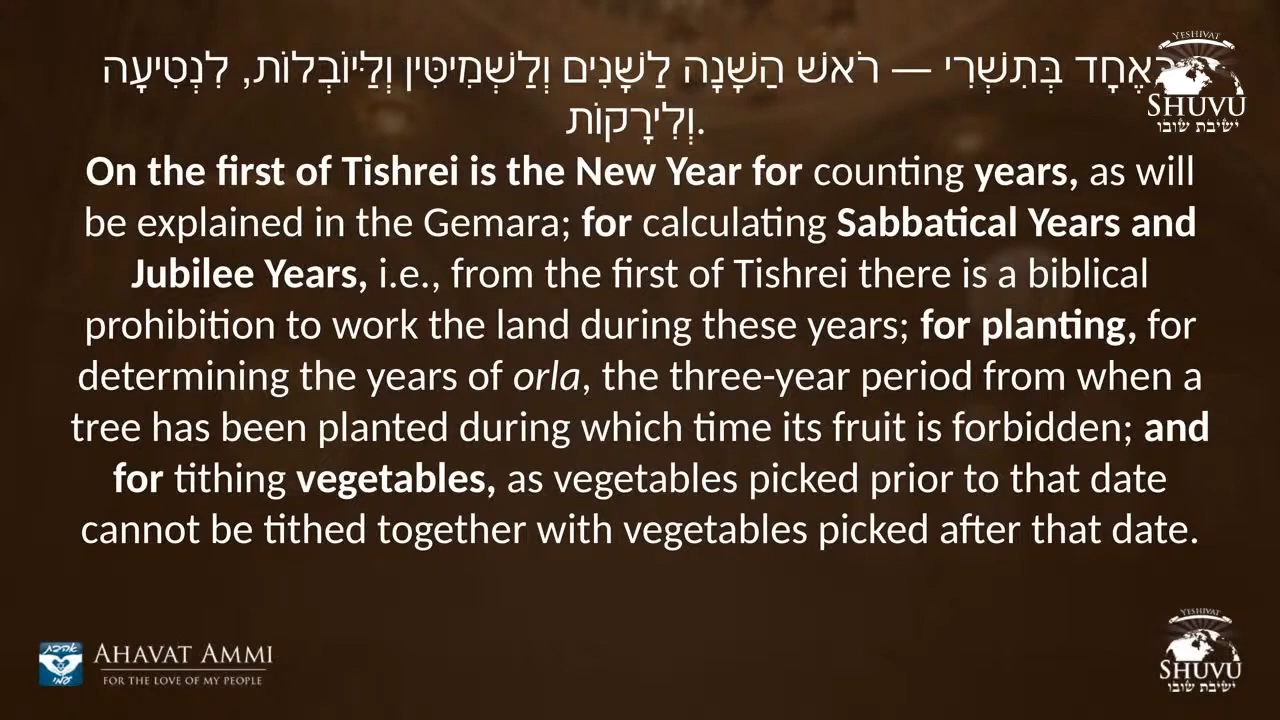 בְּאֶחָד בְּתִשְׁרִי — רֹאשׁ הַשָּׁנָה לַשָּׁנִים וְלַשְּׁמִיטִּין וְלַיּוֹבְלוֹת, לִנְטִיעָה
וְלִירָקוֹת.
On the first of Tishrei is the New Year for counting years, as will
be explained in the Gemara; for calculating Sabbatical Years and
Jubilee Years, i.e., from the first of Tishrei there is a biblical
prohibition to work the land during these years; for planting, for
determining the years of orla, the three-year period from when a
tree has been planted during which time its fruit is forbidden; and
for tithing vegetables, as vegetables picked prior to that date
cannot be tithed together with vegetables picked after that date.
YESHIVAT
SHUVU
ישיבת שובו
אהבת
עמי
AHAVAT AMMI
FOR THE LOVE OF MY PEOPLE
YESHIVAT
SHUVU
ישיבת שובו